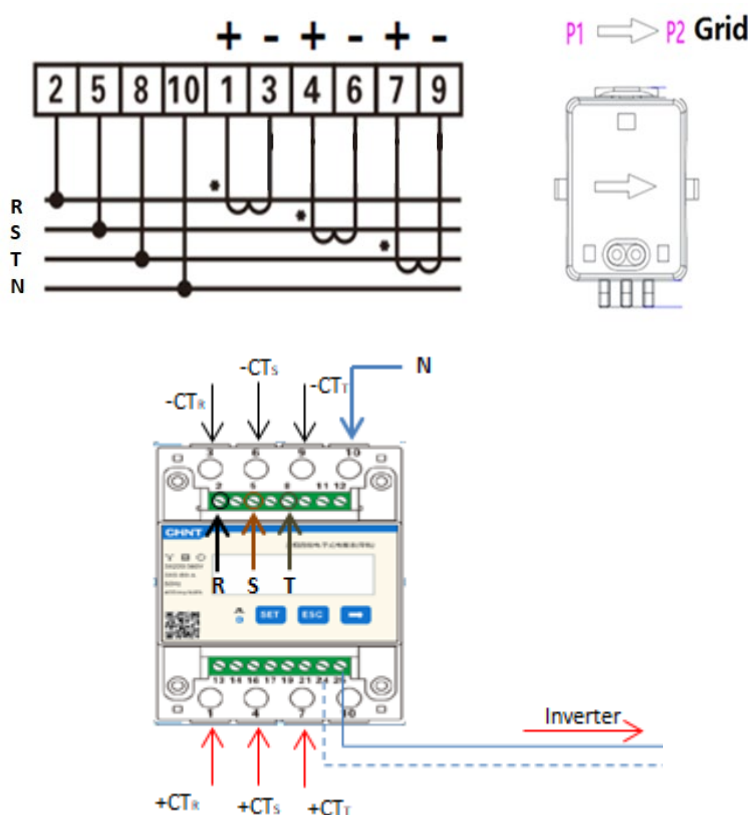 + - + - + -
P1 P2 Grid
2 5 8 10 1 3 4 6 7 9
* R
* S
* T
N
-CTS N
-CTR -CTT
3 6 9 10
2 5 8 11 12
CHNT
R S T
SET ESC
13 14 16 17 19 21 24 25
1 4 7 10
Inverter
+CTR +CTS +CTT